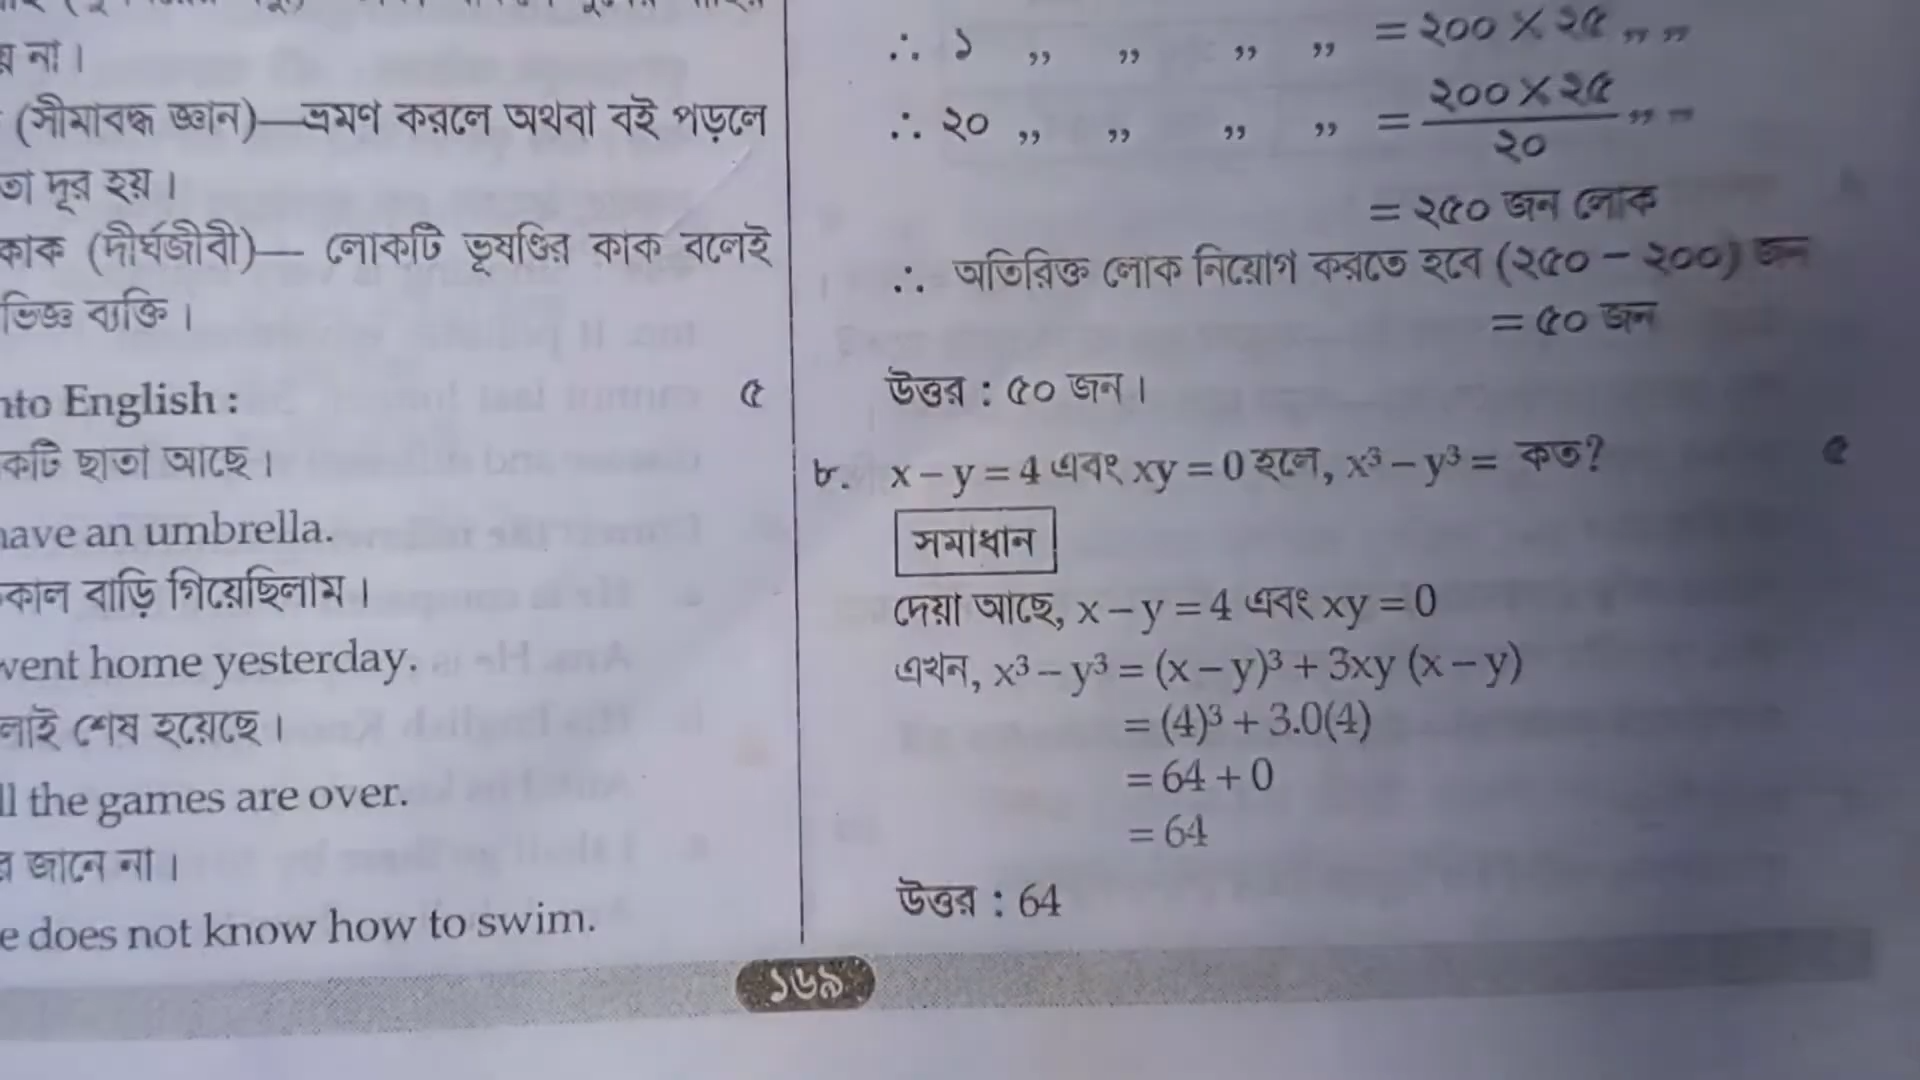 য় না।
(সীমাবদ্ধ জ্ঞান)—ভ্রমণ করলে অথবা বই পড়লে
তা দূর হয়।
কাক (দীর্ঘজীবী)— লোকটি ভূষণ্ডির কাক বলেই
ভিজ্ঞ ব্যক্তি।
nto English : ৫
কটি ছাতা আছে।
have an umbrella.
কাল বাড়ি গিয়েছিলাম।
went home yesterday.
লাই শেষ হয়েছে।
ll the games are over.
জানে না।
e does not know how to swim.
∴ ১ ,, ,, ,, ,, = ২০০ × ২৫ ,, ,,
∴ ২০ ,, ,, ,, ,, = ২০০ × ২৫ ,, ,,
২০
= ২৫০ জন লোক
∴ অতিরিক্ত লোক নিয়োগ করতে হবে (২৫০ – ২০০) জন
= ৫০ জন
উত্তর : ৫০ জন।
৮. x – y = 4 এবং xy = 0 হলে, x³ – y³ = কত? ৫
সমাধান
দেয়া আছে, x – y = 4 এবং xy = 0
এখন, x³ – y³ = (x – y)³ + 3xy (x – y)
= (4)³ + 3.0(4)
= 64 + 0
= 64
উত্তর : 64
১৬৯